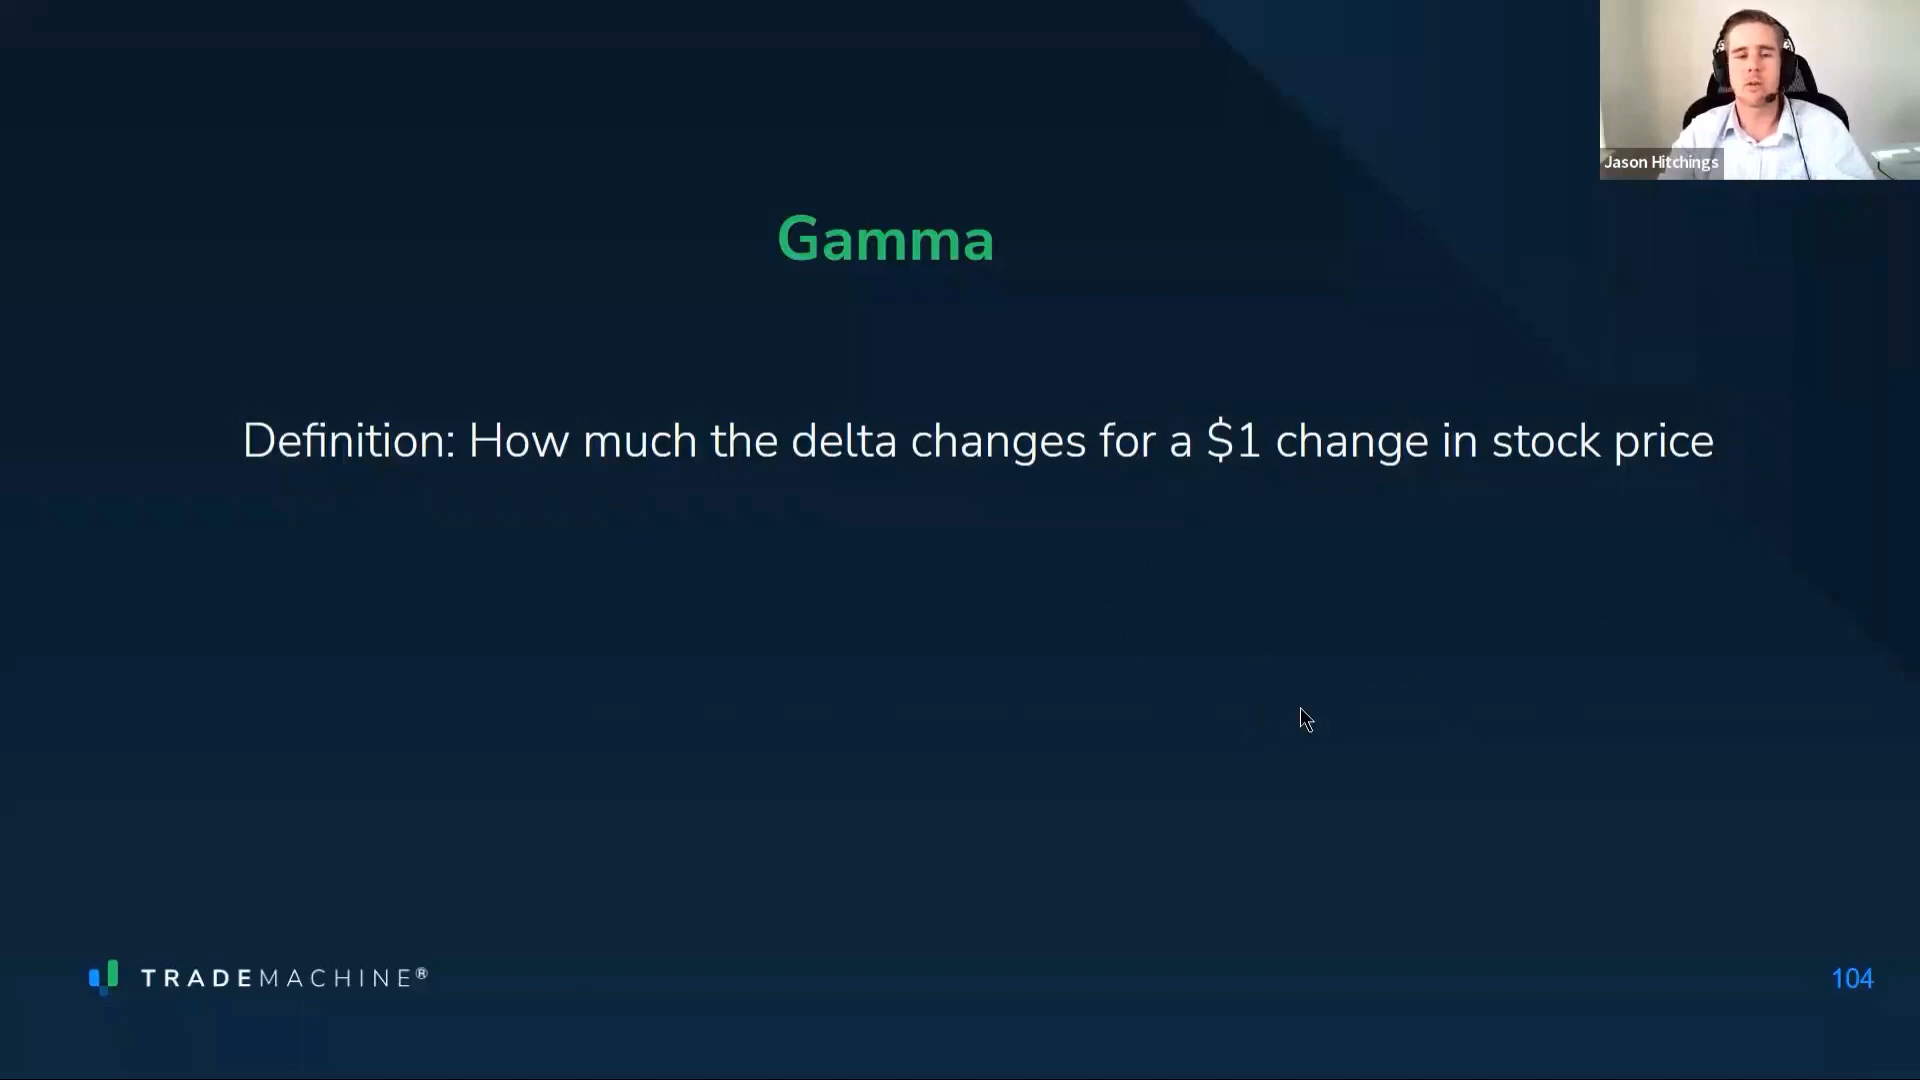 Jason Hitchings
Gamma
Definition: How much the delta changes for a $1 change in stock price
TRADEMACHINE®
104